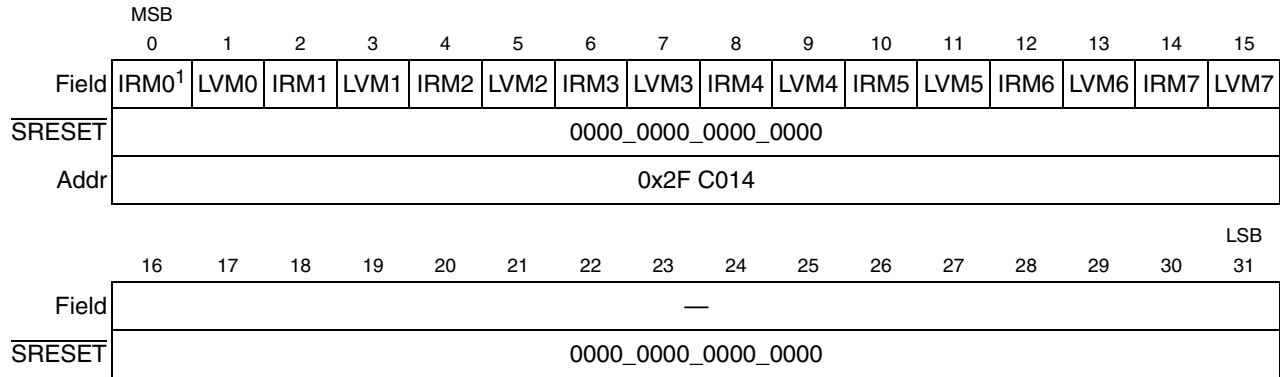 MSB
0 1 2 3 4 5 6 7 8 9 10 11 12 13 14 15
Field IRM0¹ LVM0 IRM1 LVM1 IRM2 LVM2 IRM3 LVM3 IRM4 LVM4 IRM5 LVM5 IRM6 LVM6 IRM7 LVM7
SRESET 0000_0000_0000_0000
Addr 0x2F C014
LSB
16 17 18 19 20 21 22 23 24 25 26 27 28 29 30 31
Field —
SRESET 0000_0000_0000_0000